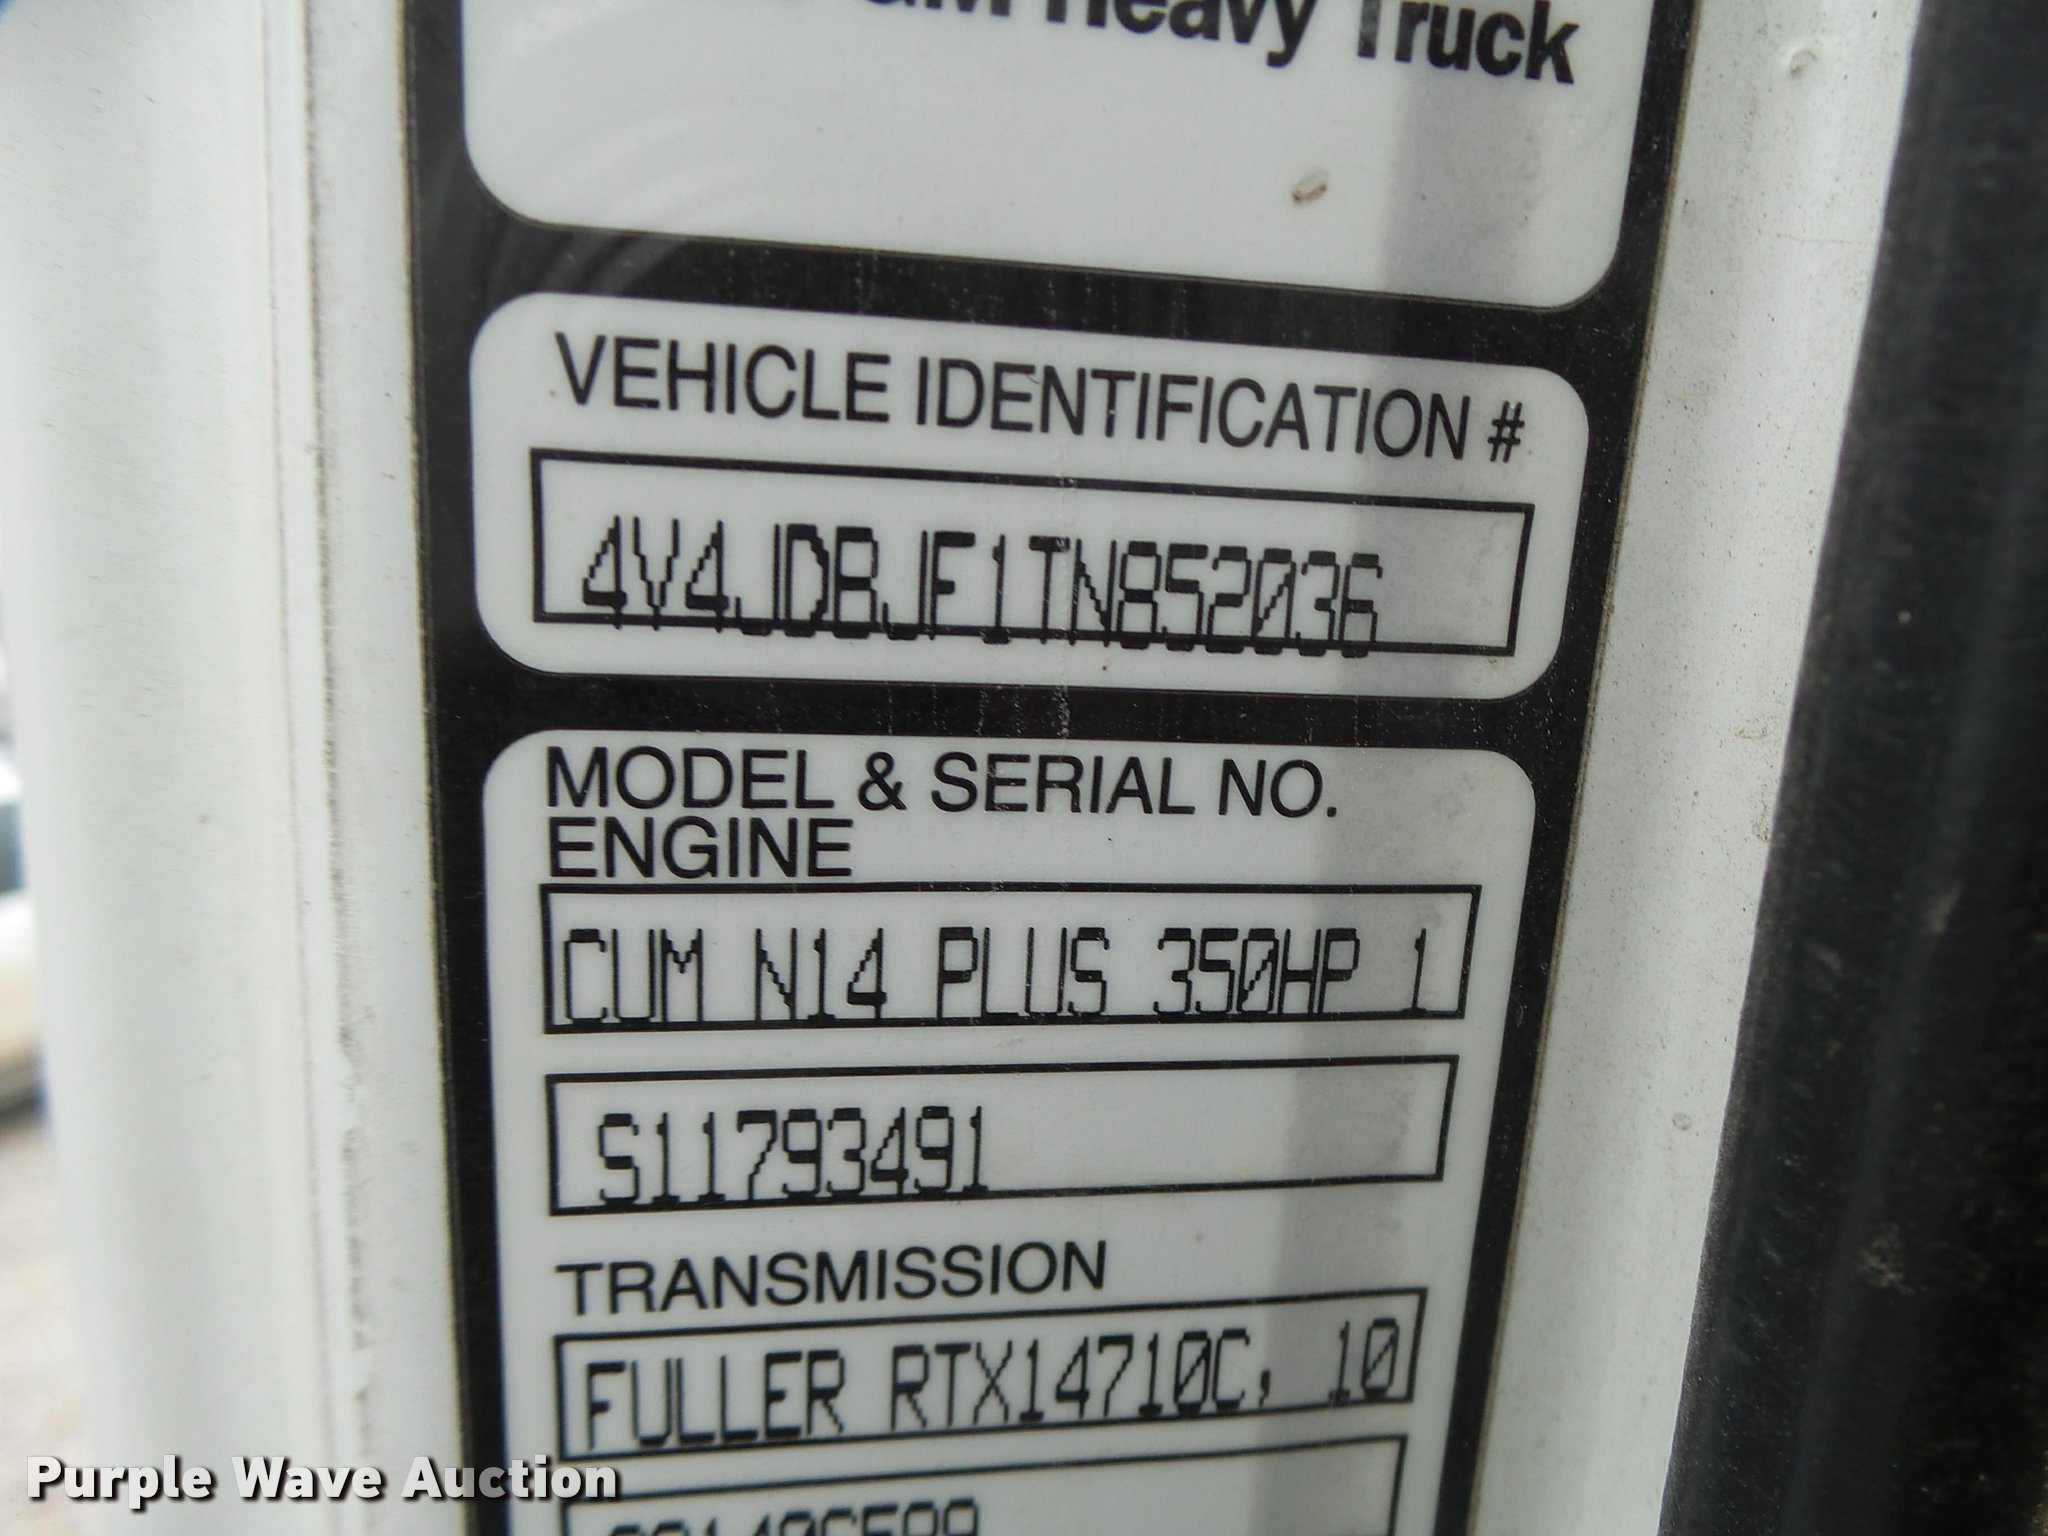 Heavy Truck
VEHICLE IDENTIFICATION #
4V4JDBJF1TN852036
MODEL & SERIAL NO.
ENGINE
CUM N14 PLUS 350HP 1
S11793491
TRANSMISSION
FULLER RTX14710C, 10
Purple Wave Auction